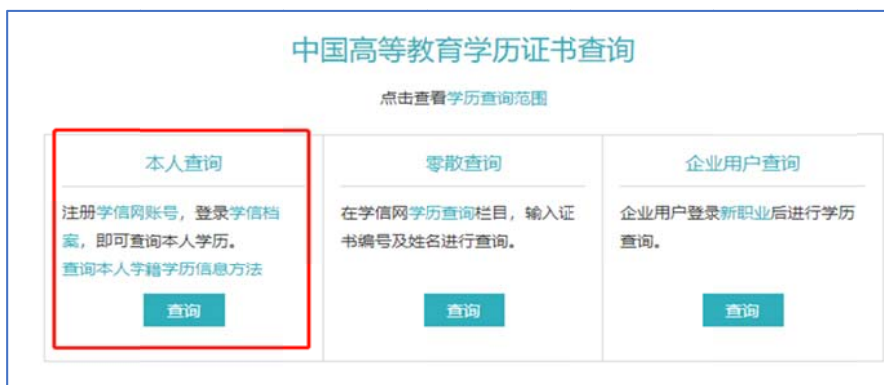 中国高等教育学历证书查询
点击查看学历查询范围
本人查询
注册学信网账号，登录学信档
案，即可查询本人学历。
查询本人学籍学历信息方法
查询
零散查询
在学信网学历查询栏目，输入证
书编号及姓名进行查询。
查询
企业用户查询
企业用户登录新职业后进行学历
查询。
查询